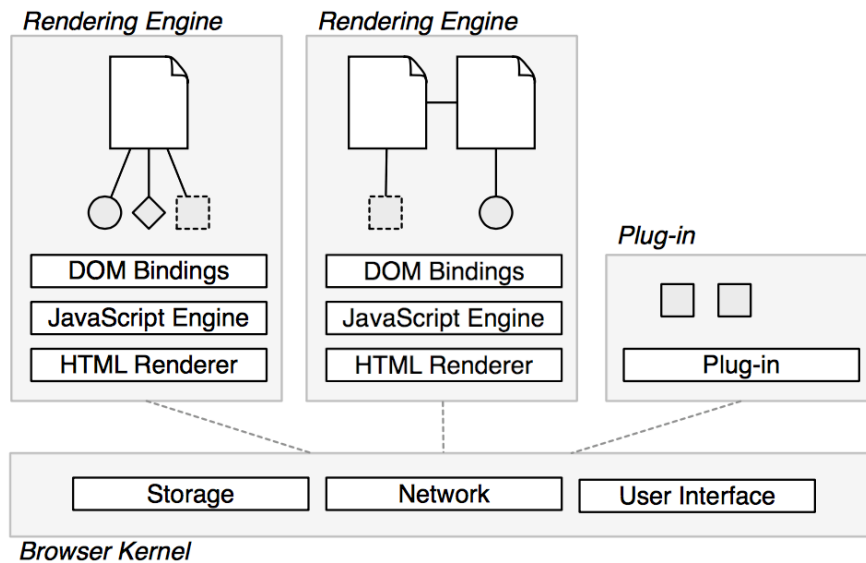 Rendering Engine
DOM Bindings
JavaScript Engine
HTML Renderer
Rendering Engine
DOM Bindings
JavaScript Engine
HTML Renderer
Plug-in
Plug-in
Storage
Network
User Interface
Browser Kernel